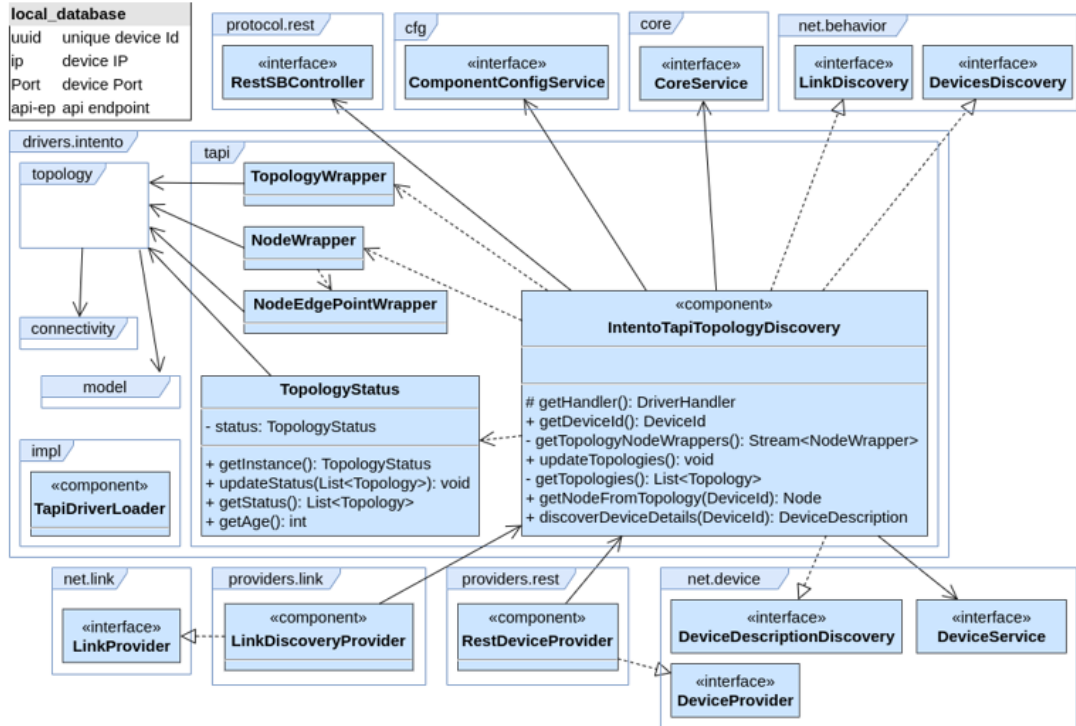 local_database
uuid unique device Id
ip device IP
Port device Port
api-ep api endpoint
protocol.rest
«interface»
RestSBController
cfg
«interface»
ComponentConfigService
core
«interface»
CoreService
net.behavior
«interface»
LinkDiscovery
«interface»
DevicesDiscovery
drivers.intento
topology
connectivity
model
impl
«component»
TapiDriverLoader
tapi
TopologyWrapper
NodeWrapper
NodeEdgePointWrapper
TopologyStatus
- status: TopologyStatus
+ getInstance(): TopologyStatus
+ updateStatus(List<Topology>): void
+ getStatus(): List<Topology>
+ getAge(): int
«component»
IntentoTapiTopologyDiscovery
# getHandler(): DriverHandler
+ getDeviceId(): DeviceId
- getTopologyNodeWrappers(): Stream<NodeWrapper>
+ updateTopologies(): void
- getTopologies(): List<Topology>
+ getNodeFromTopology(DeviceId): Node
+ discoverDeviceDetails(DeviceId): DeviceDescription
net.link
«interface»
LinkProvider
providers.link
«component»
LinkDiscoveryProvider
providers.rest
«component»
RestDeviceProvider
net.device
«interface»
DeviceDescriptionDiscovery
«interface»
DeviceService
«interface»
DeviceProvider